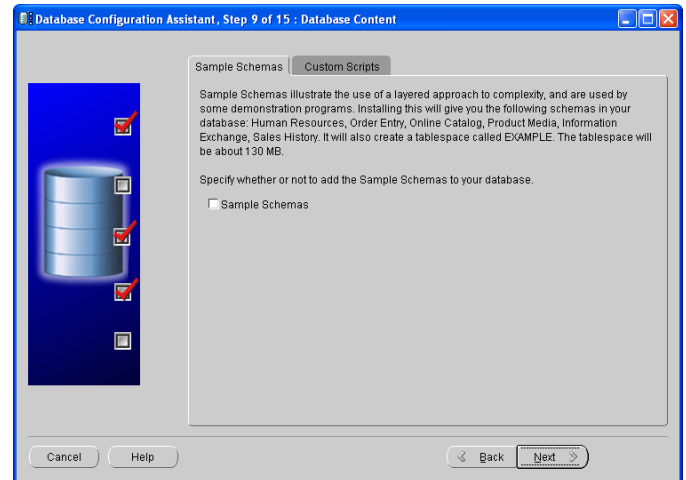 Database Configuration Assistant, Step 9 of 15 : Database Content
Sample Schemas
Custom Scripts
Sample Schemas illustrate the use of a layered approach to complexity, and are used by
some demonstration programs. Installing this will give you the following schemas in your
database: Human Resources, Order Entry, Online Catalog, Product Media, Information
Exchange, Sales History. It will also create a tablespace called EXAMPLE. The tablespace will
be about 130 MB.
Specify whether or not to add the Sample Schemas to your database.
Sample Schemas
Cancel
Help
Back
Next